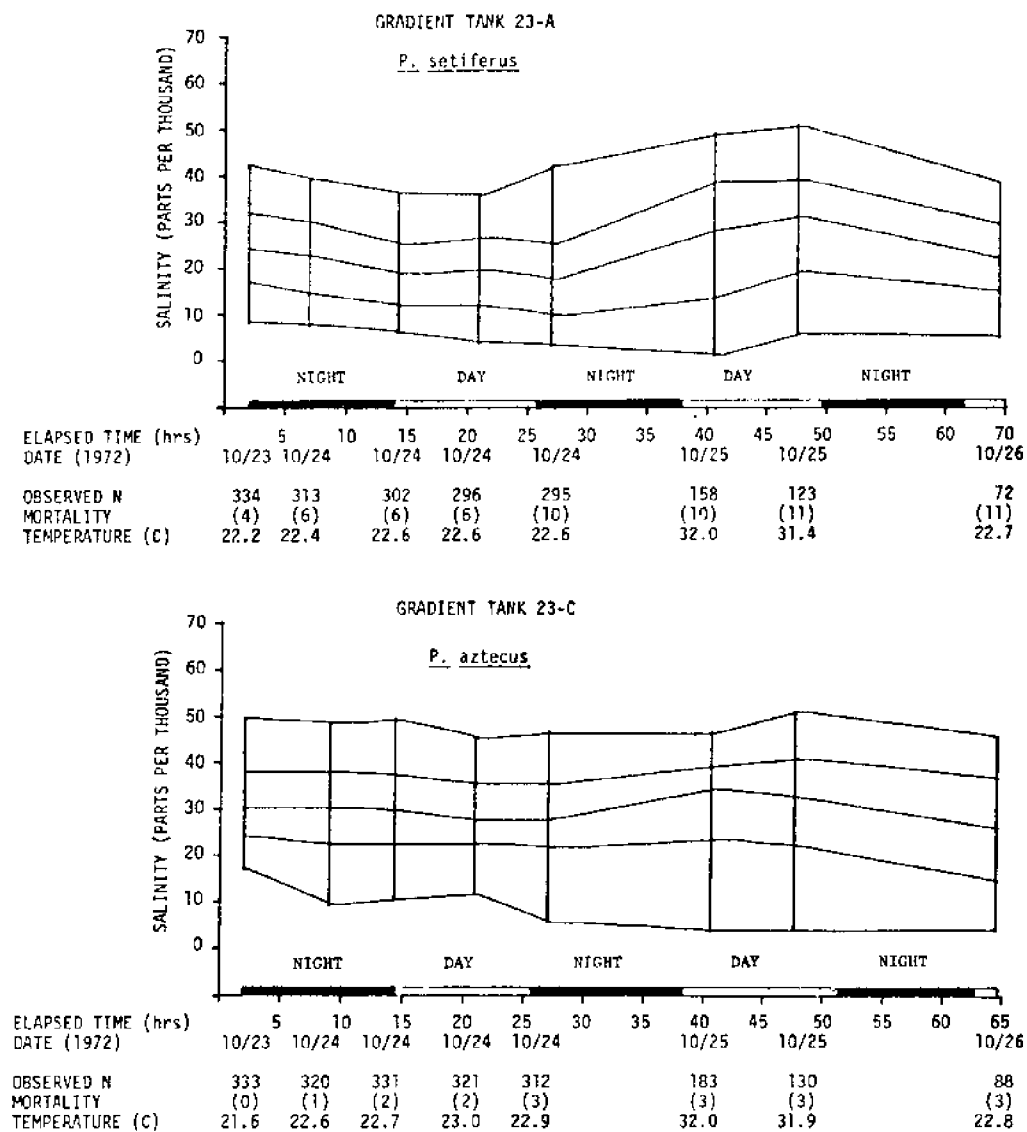 GRADIENT TANK 23-A
P. setiferus
SALINITY (PARTS PER THOUSAND)
70
60
50
40
30
20
10
0
NIGHT DAY NIGHT DAY NIGHT
ELAPSED TIME (hrs) 5 10 15 20 25 30 35 40 45 50 55 60 65 70
DATE (1972) 10/23 10/24 10/24 10/24 10/24 10/25 10/25 10/26
OBSERVED N 334 313 302 296 295 158 123 72
MORTALITY (4) (6) (6) (6) (10) (10) (11) (11)
TEMPERATURE (C) 22.2 22.4 22.6 22.6 22.6 32.0 31.4 22.7
GRADIENT TANK 23-C
P. aztecus
SALINITY (PARTS PER THOUSAND)
70
60
50
40
30
20
10
0
NIGHT DAY NIGHT DAY NIGHT
ELAPSED TIME (hrs) 5 10 15 20 25 30 35 40 45 50 55 60 65
DATE (1972) 10/23 10/24 10/24 10/24 10/24 10/25 10/25 10/26
OBSERVED N 333 320 331 321 312 183 130 88
MORTALITY (0) (1) (2) (2) (3) (3) (3) (3)
TEMPERATURE (C) 21.6 22.6 22.7 23.0 22.9 32.0 31.9 22.8